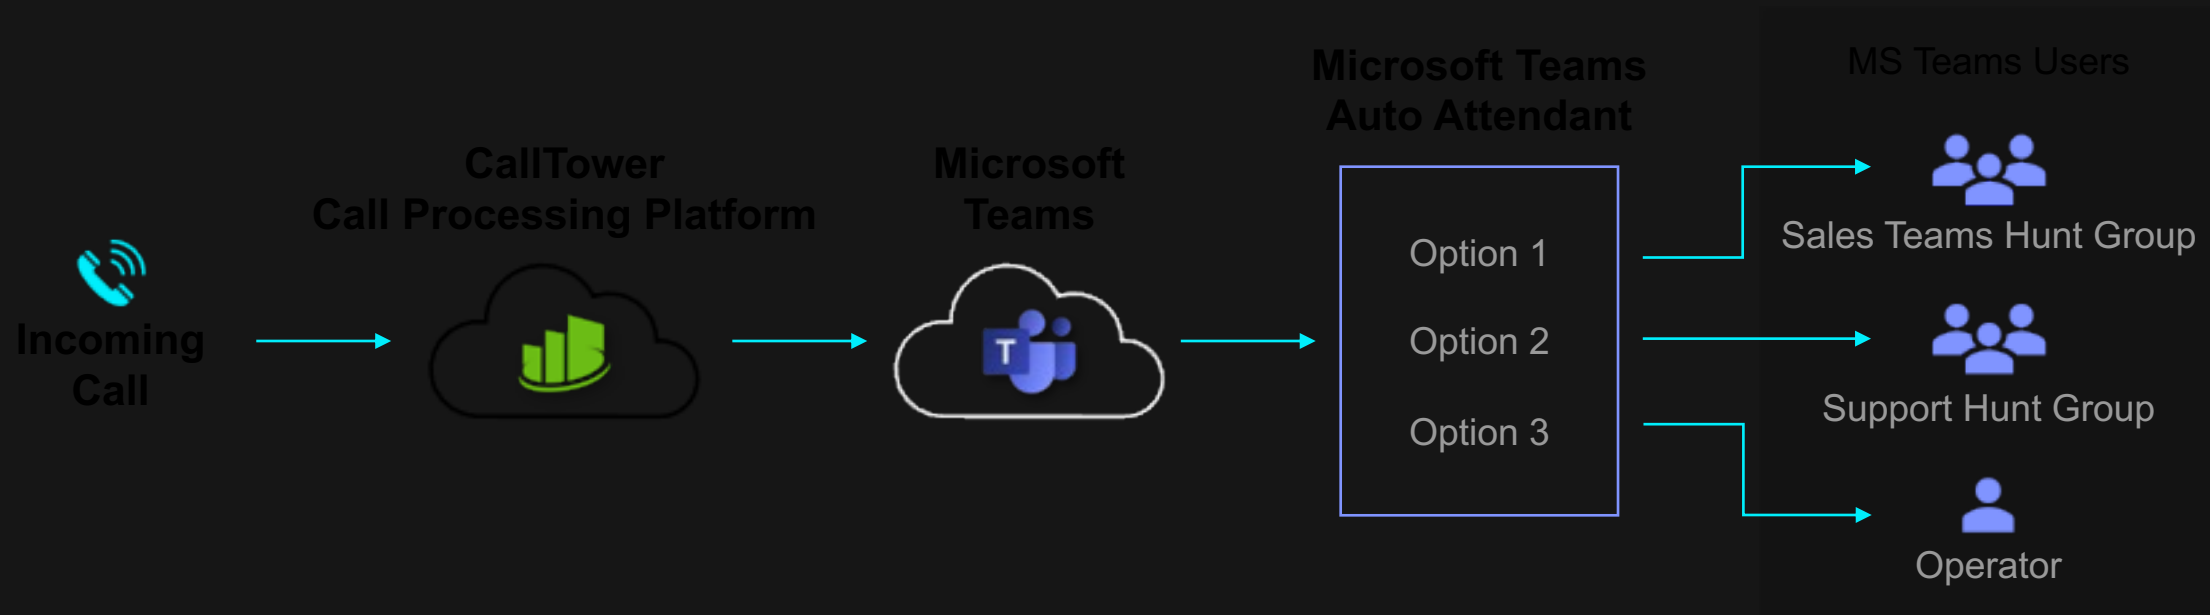 Incoming
Call
CallTower
Call Processing Platform
Microsoft
Teams
T
Microsoft Teams
Auto Attendant
Option 1
Option 2
Option 3
MS Teams Users
Sales Teams Hunt Group
Support Hunt Group
Operator